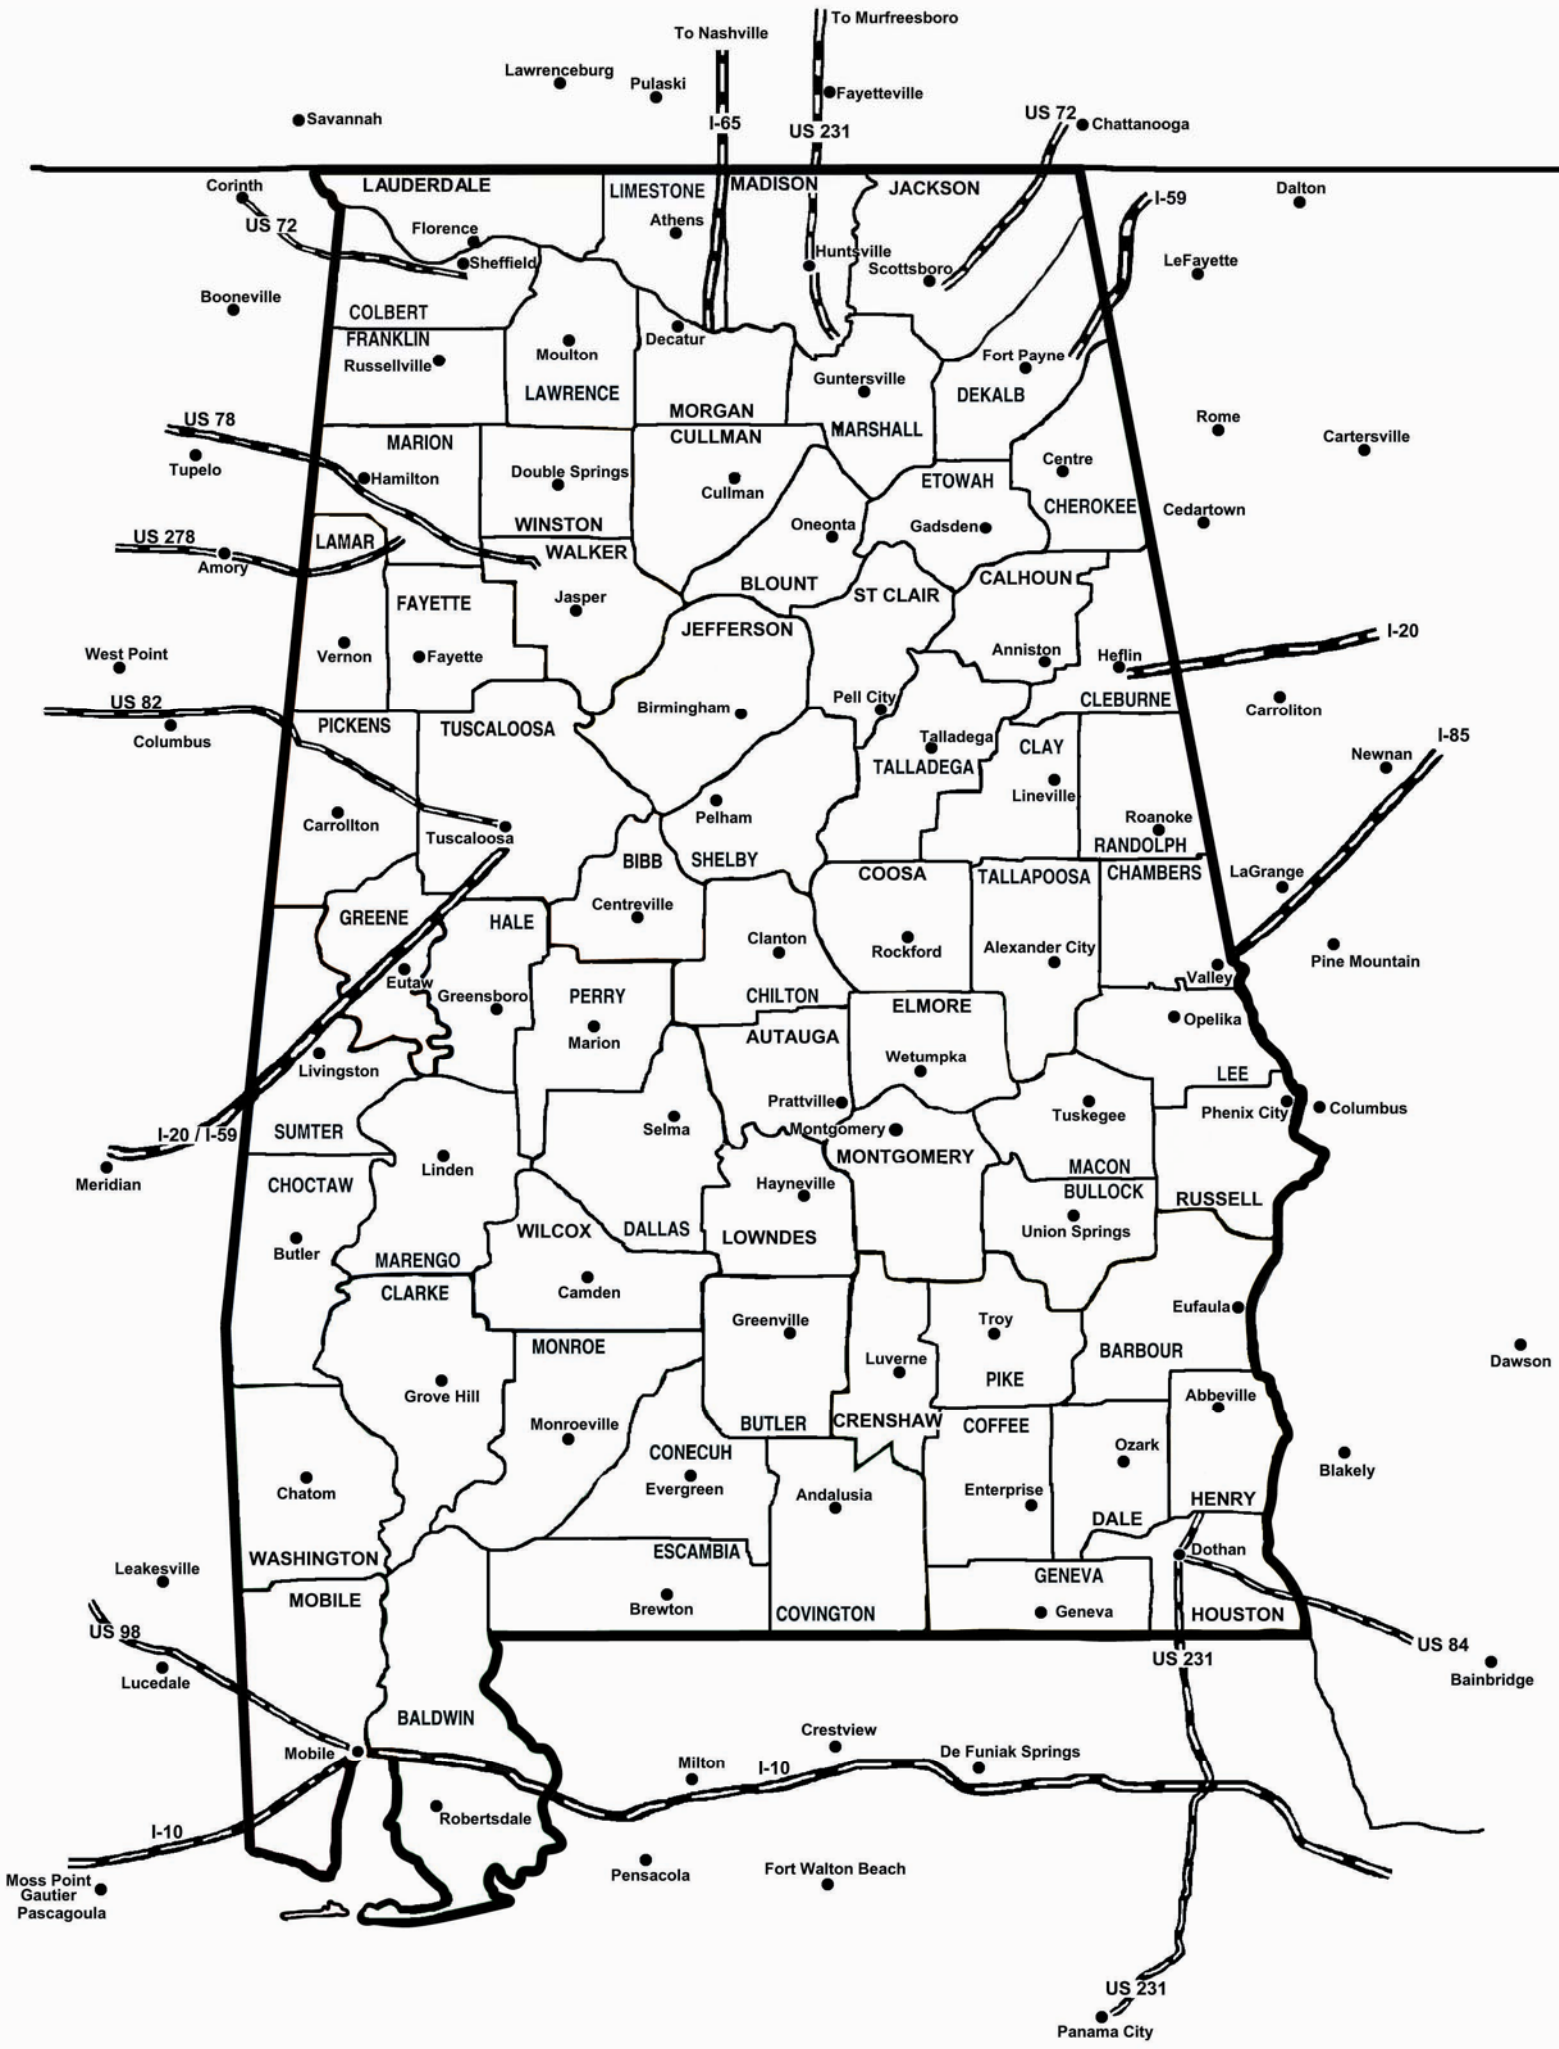 To Murfreesboro
To Nashville
Lawrenceburg
Pulaski
Fayetteville
Savannah
I-65
US 231
US 72
Chattanooga
Corinth
LAUDERDALE
LIMESTONE
MADISON
JACKSON
Dalton
I-59
US 72
Florence
Athens
Huntsville
Sheffield
Scottsboro
LeFayette
Booneville
COLBERT
FRANKLIN
Russellville
Moulton
Decatur
Fort Payne
Guntersville
LAWRENCE
DEKALB
MORGAN
US 78
Rome
MARION
CULLMAN
MARSHALL
Cartersville
Tupelo
Hamilton
Double Springs
Cullman
Centre
ETOWAH
CHEROKEE
Cedartown
WINSTON
Oneonta
Gadsden
US 278
LAMAR
WALKER
Amory
BLOUNT
CALHOUN
FAYETTE
Jasper
ST CLAIR
JEFFERSON
I-20
West Point
Vernon
Fayette
Anniston
Heflin
US 82
Birmingham
Pell City
CLEBURNE
Carroliton
PICKENS
TUSCALOOSA
Columbus
Talladega
CLAY
I-85
Newnan
TALLADEGA
Lineville
Carrollton
Tuscaloosa
Pelham
Roanoke
RANDOLPH
BIBB
SHELBY
COOSA
TALLAPOOSA
CHAMBERS
LaGrange
GREENE
HALE
Centreville
Clanton
Rockford
Alexander City
Pine Mountain
Valley
Eutaw
Greensboro
PERRY
CHILTON
ELMORE
Opelika
Marion
AUTAUGA
Wetumpka
Livingston
LEE
Prattville
Tuskegee
Phenix City
Columbus
I-20 / I-59
SUMTER
Selma
Montgomery
Meridian
Linden
MONTGOMERY
MACON
CHOCTAW
Hayneville
BULLOCK
RUSSELL
Butler
WILCOX
DALLAS
LOWNDES
Union Springs
MARENGO
CLARKE
Camden
Greenville
Troy
Eufaula
MONROE
Luverne
BARBOUR
Dawson
Grove Hill
PIKE
Abbeville
Monroeville
BUTLER
CRENSHAW
COFFEE
CONECUH
Ozark
Blakely
Chatom
Evergreen
Andalusia
Enterprise
HENRY
DALE
WASHINGTON
ESCAMBIA
Dothan
Leakesville
GENEVA
MOBILE
Brewton
COVINGTON
Geneva
HOUSTON
US 98
US 84
US 231
Lucedale
Bainbridge
BALDWIN
Crestview
Mobile
Milton
I-10
De Funiak Springs
Robertsdale
I-10
Pensacola
Fort Walton Beach
Moss Point
Gautier
Pascagoula
US 231
Panama City